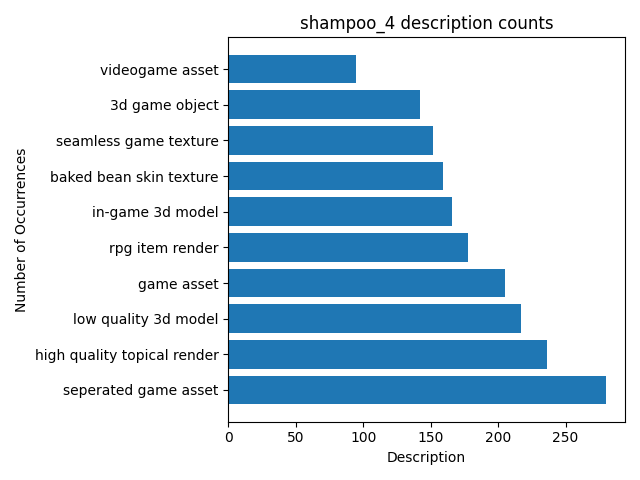 shampoo_4 description counts
Number of Occurrences
videogame asset
3d game object
seamless game texture
baked bean skin texture
in-game 3d model
rpg item render
game asset
low quality 3d model
high quality topical render
seperated game asset
0 50 100 150 200 250
Description